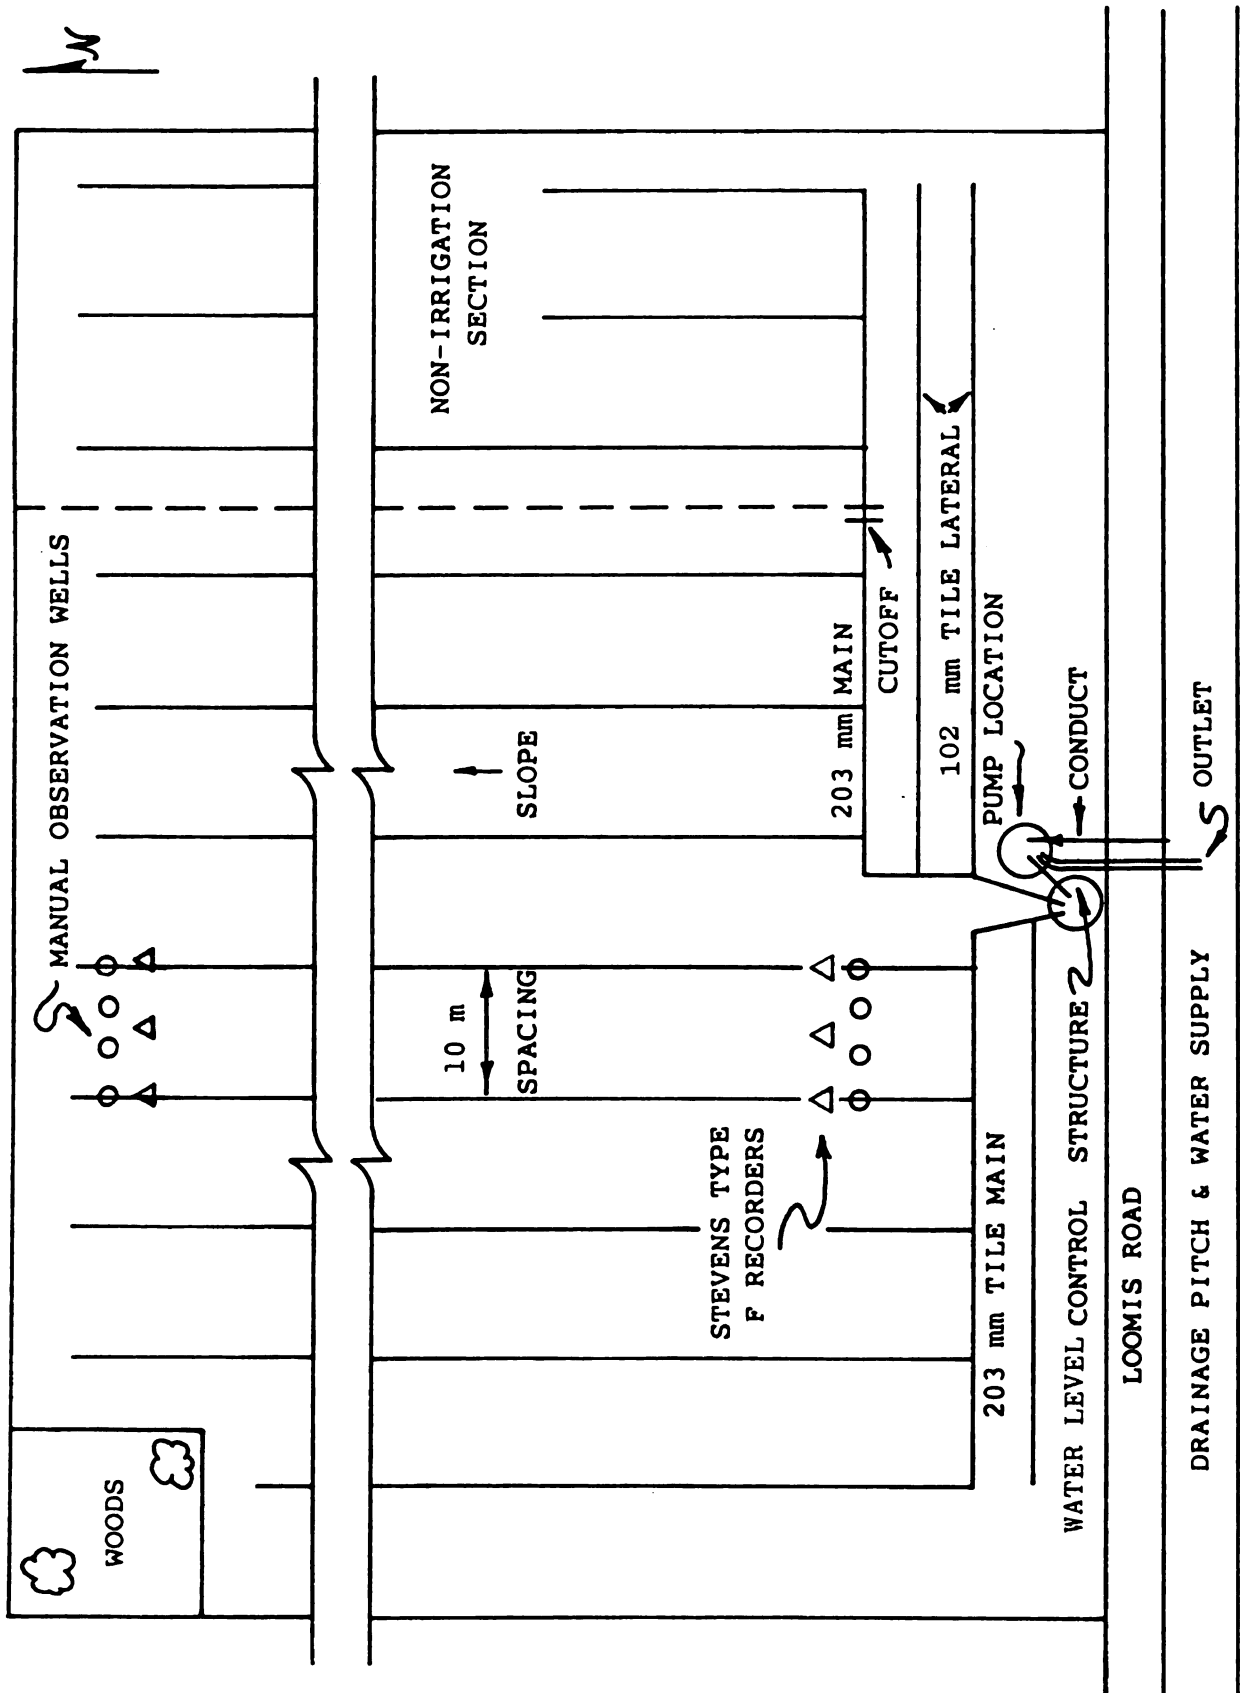 N
MANUAL OBSERVATION WELLS
WOODS
NON-IRRIGATION
SECTION
SLOPE
10 m
SPACING
STEVENS TYPE
F RECORDERS
203 mm MAIN
CUTOFF
102 mm TILE LATERAL
PUMP LOCATION
203 mm TILE MAIN
CONDUCT
WATER LEVEL CONTROL STRUCTURE
LOOMIS ROAD
OUTLET
DRAINAGE PITCH & WATER SUPPLY